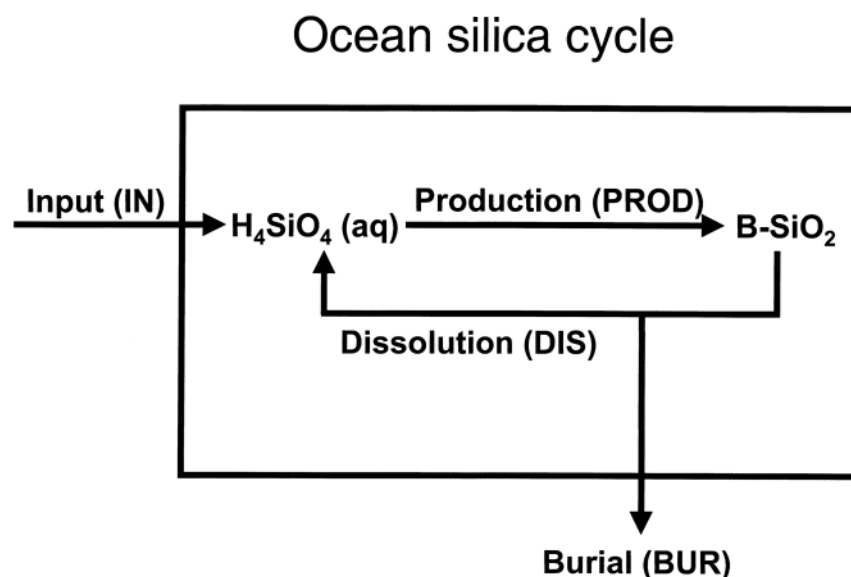 Ocean silica cycle
Input (IN)
Production (PROD)
H₄SiO₄ (aq)
B-SiO₂
Dissolution (DIS)
Burial (BUR)